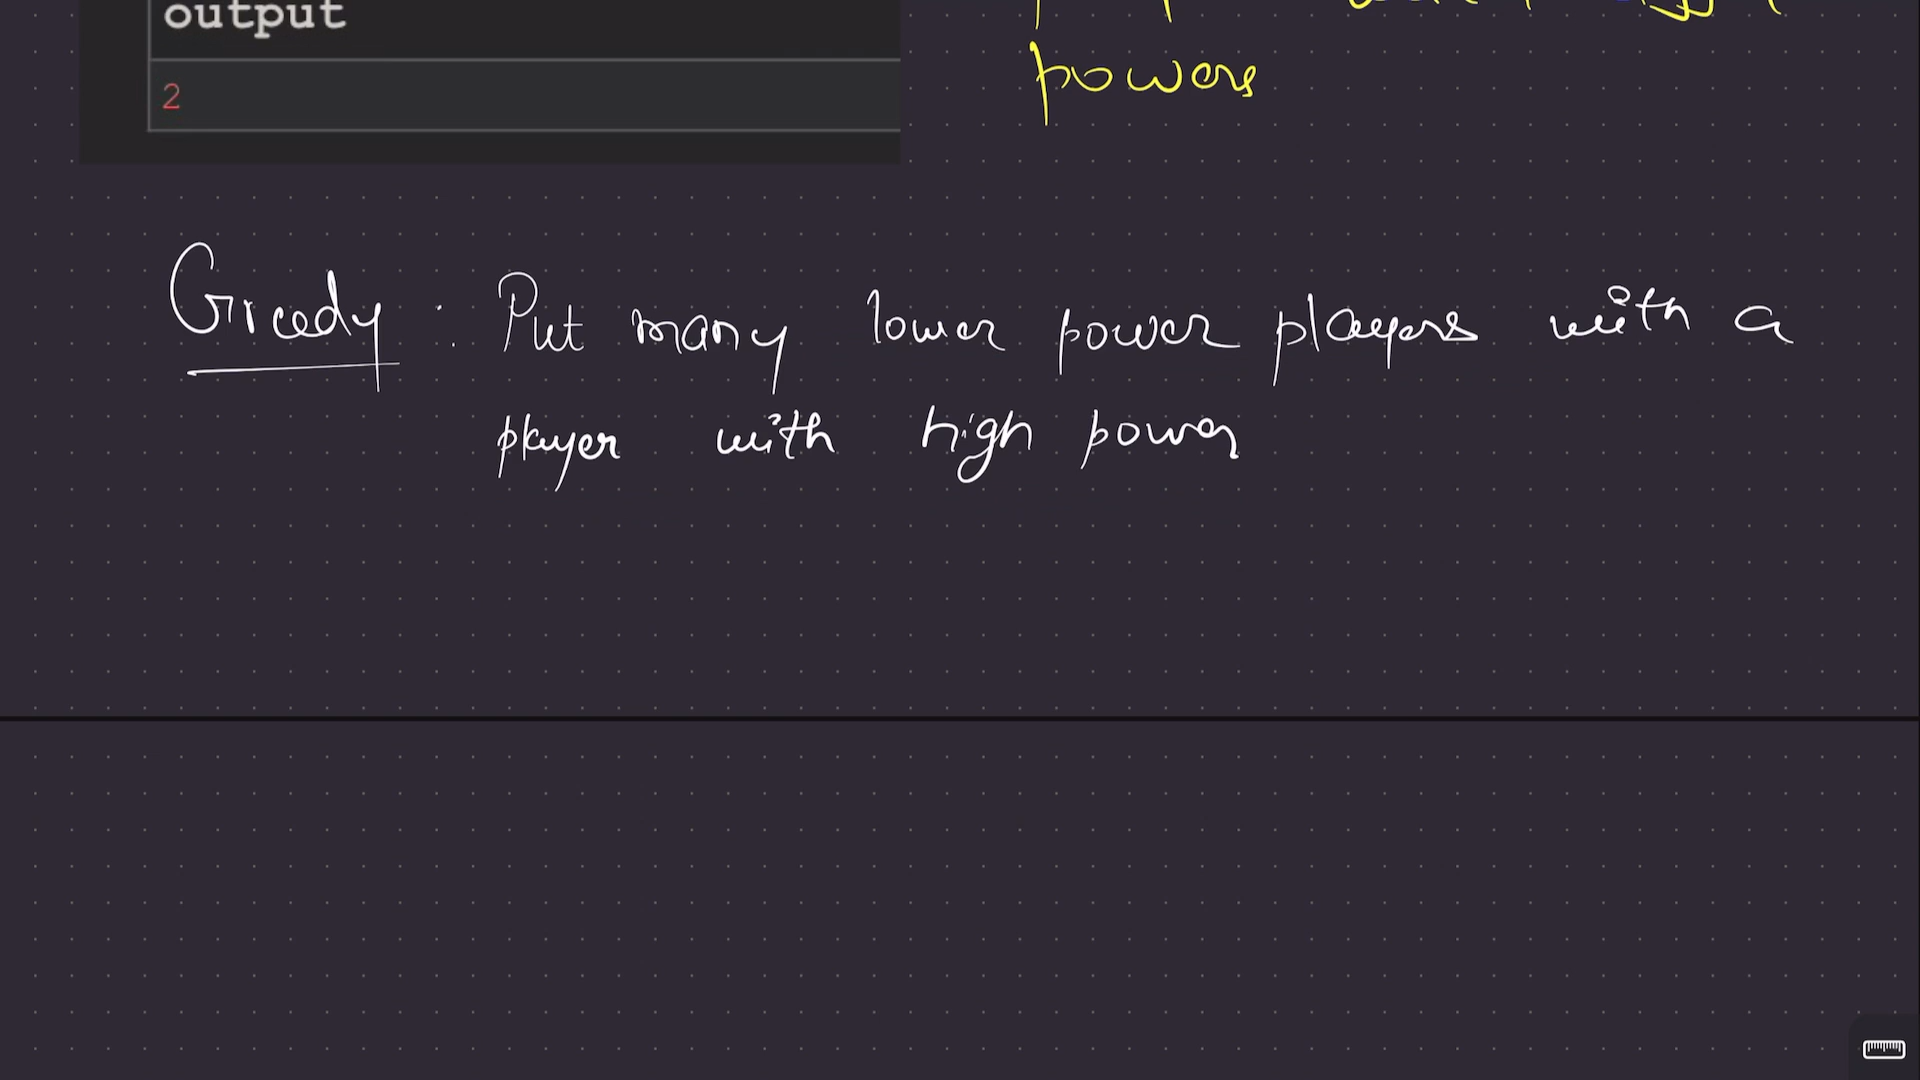 output
powers
2
Greedy : Put many lower power players with a
player with high power